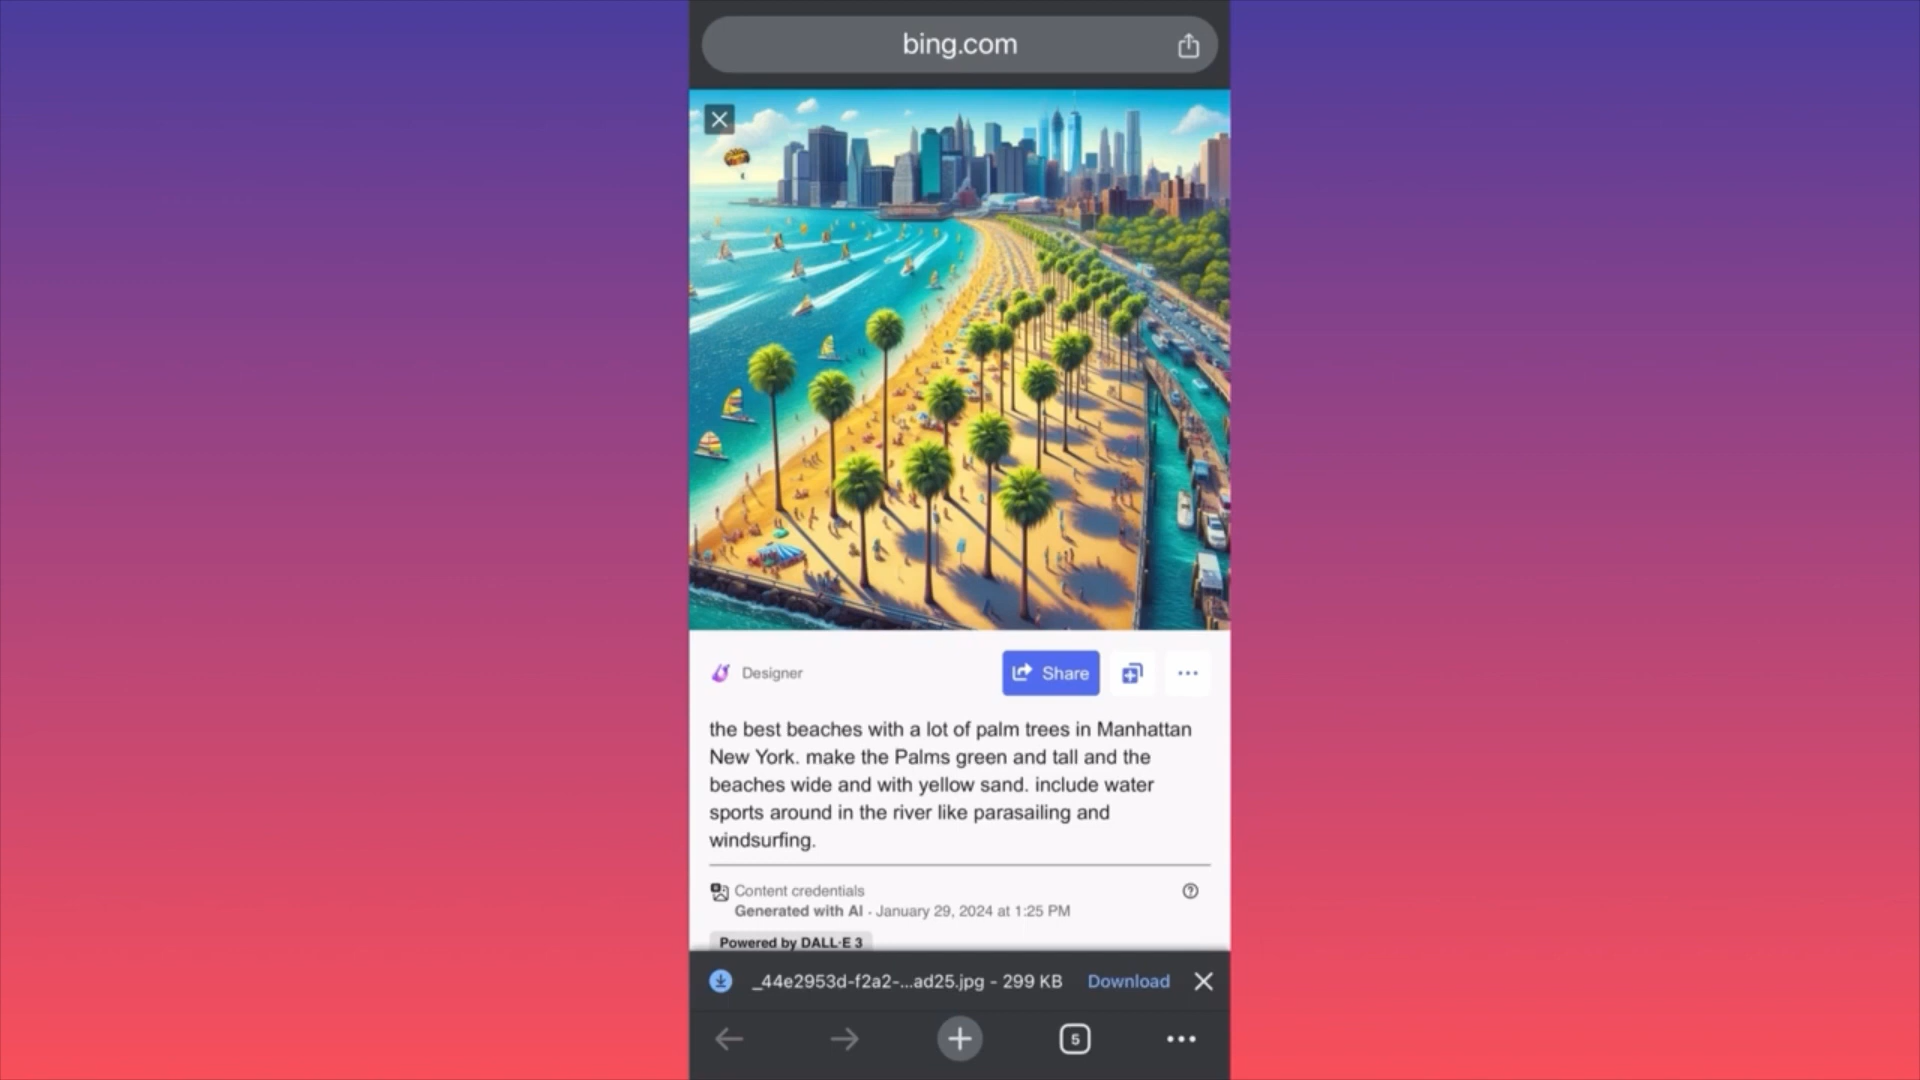 bing.com
Designer
Share
the best beaches with a lot of palm trees in Manhattan
New York. make the Palms green and tall and the
beaches wide and with yellow sand. include water
sports around in the river like parasailing and
windsurfing.
Content credentials
Generated with AI · January 29, 2024 at 1:25 PM
Powered by DALL·E 3
_44e2953d-f2a2-...ad25.jpg - 299 KB Download
5